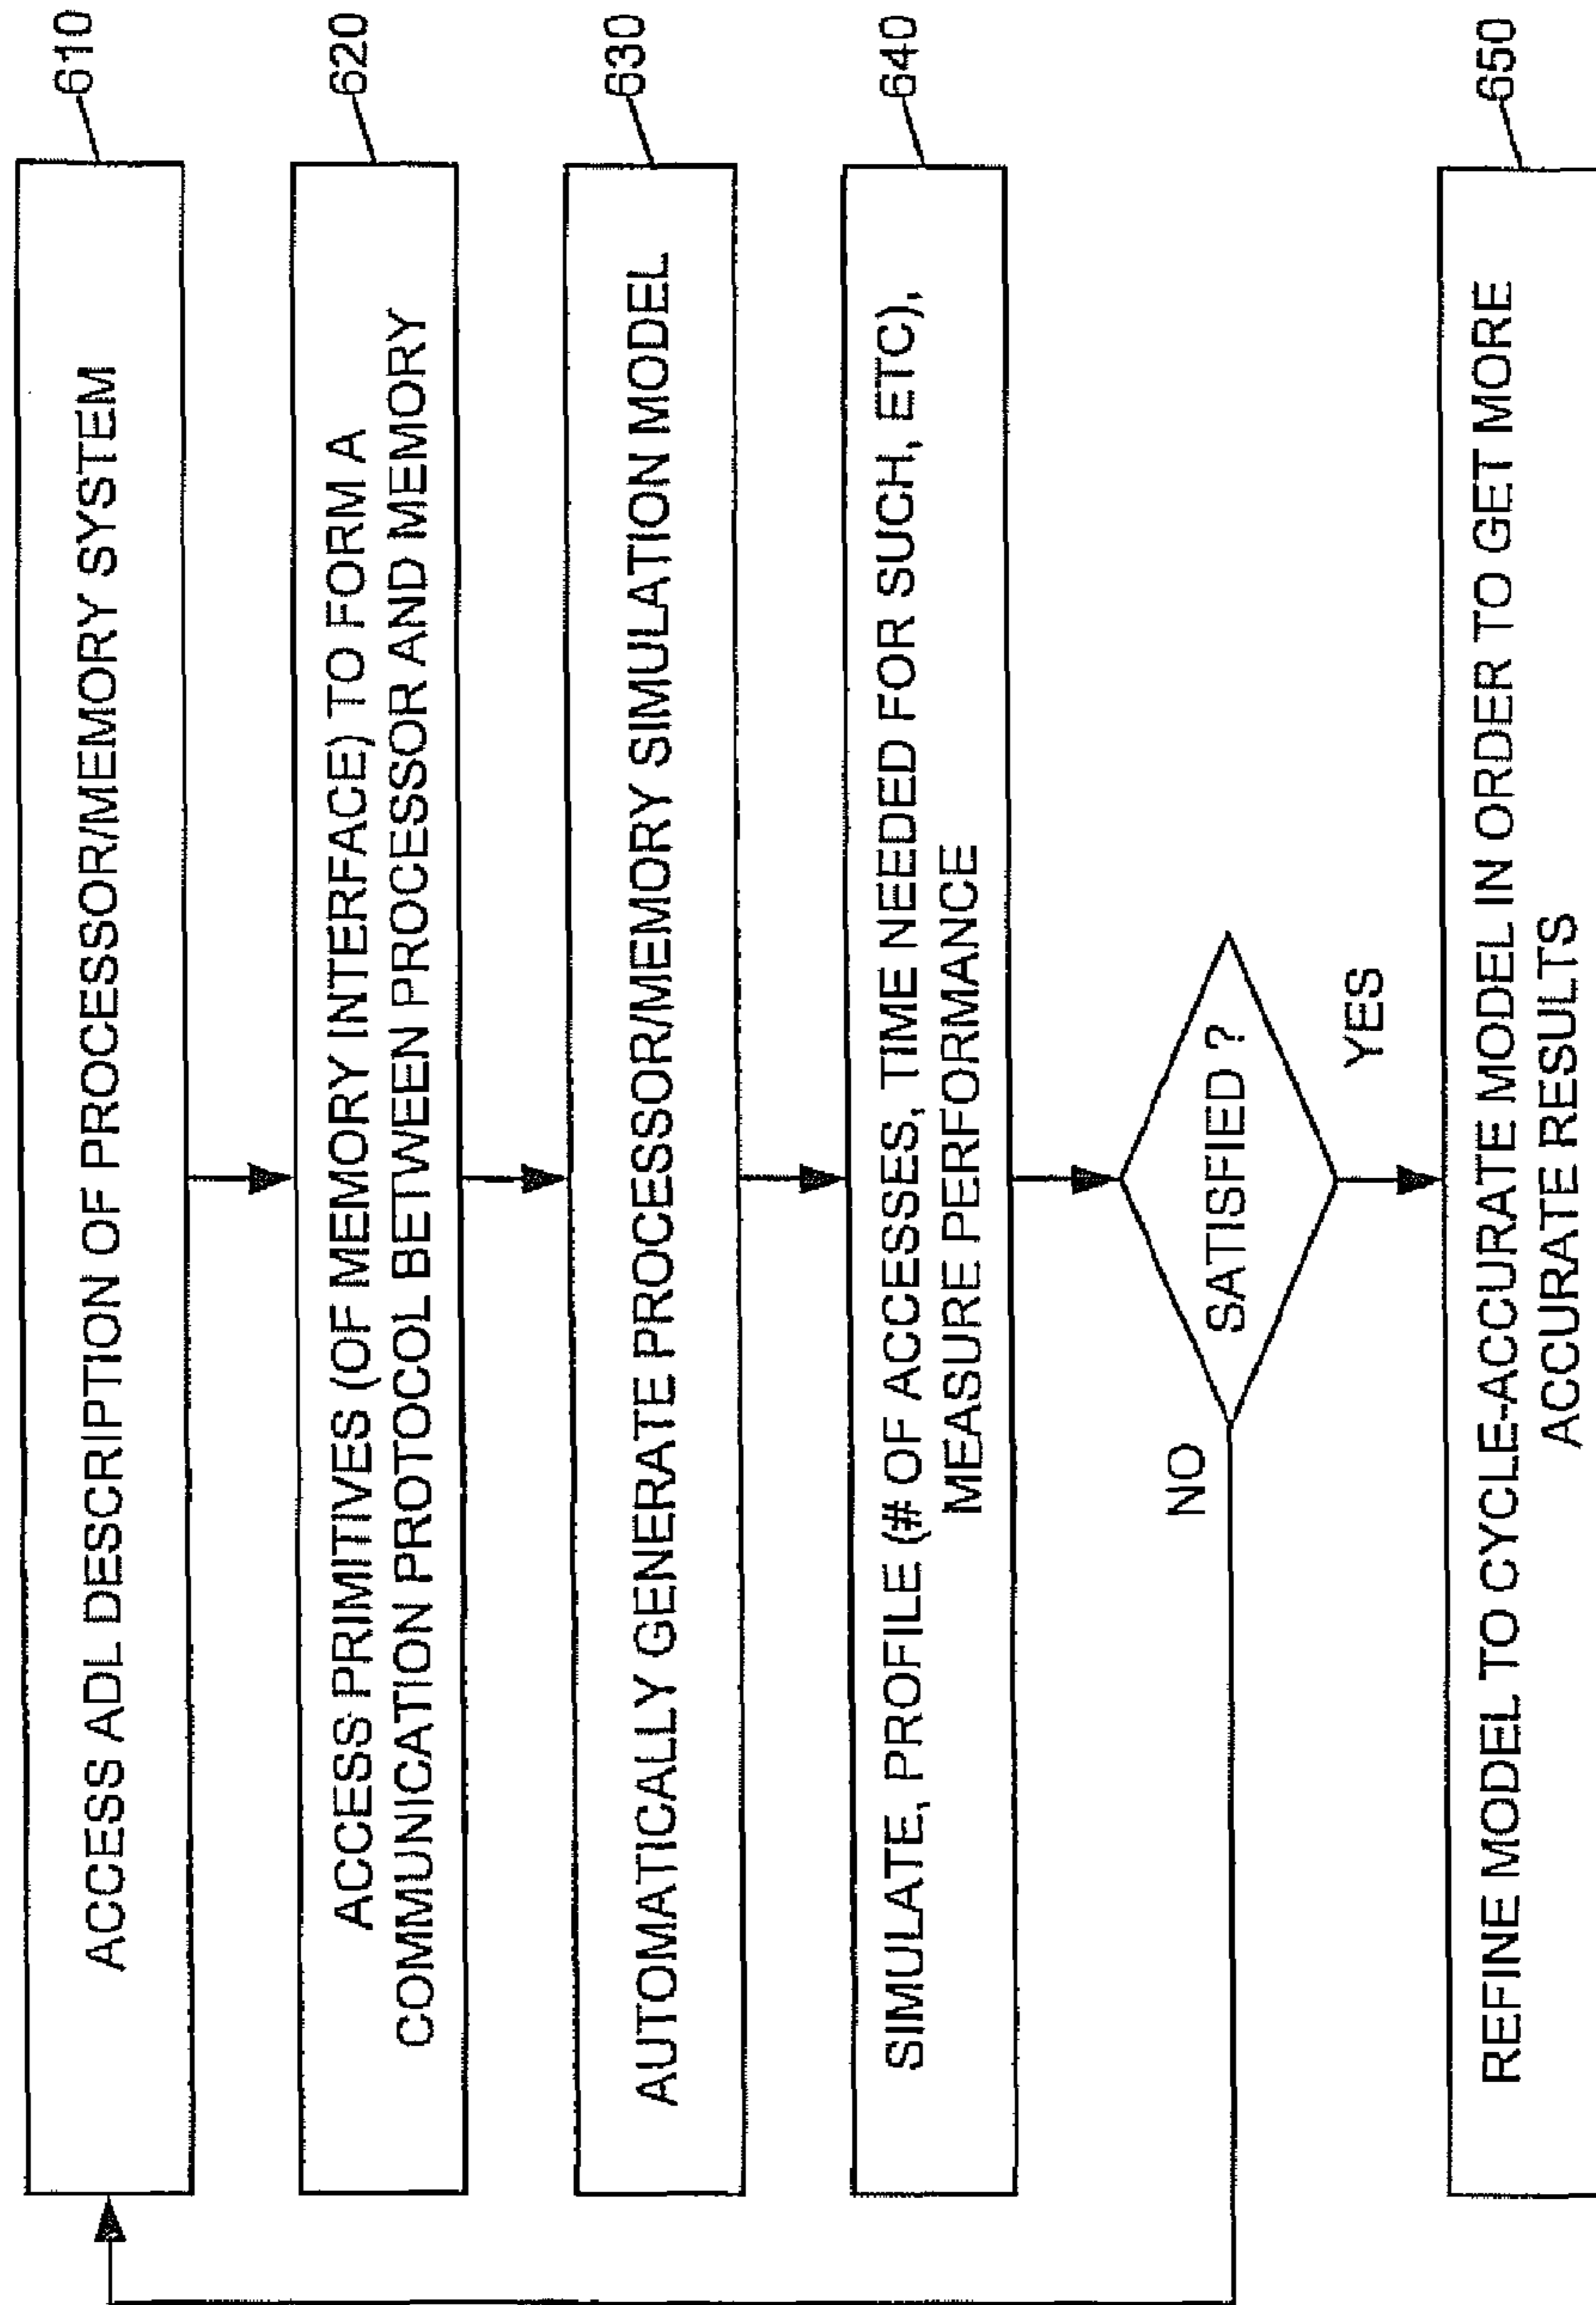 610
ACCESS ADL DESCRIPTION OF PROCESSOR/MEMORY SYSTEM
620
ACCESS PRIMITIVES (OF MEMORY INTERFACE) TO FORM A
COMMUNICATION PROTOCOL BETWEEN PROCESSOR AND MEMORY
630
AUTOMATICALLY GENERATE PROCESSOR/MEMORY SIMULATION MODEL
640
SIMULATE, PROFILE (# OF ACCESSES, TIME NEEDED FOR SUCH, ETC),
MEASURE PERFORMANCE
SATISFIED ?
NO
YES
650
REFINE MODEL TO CYCLE-ACCURATE MODEL IN ORDER TO GET MORE
ACCURATE RESULTS